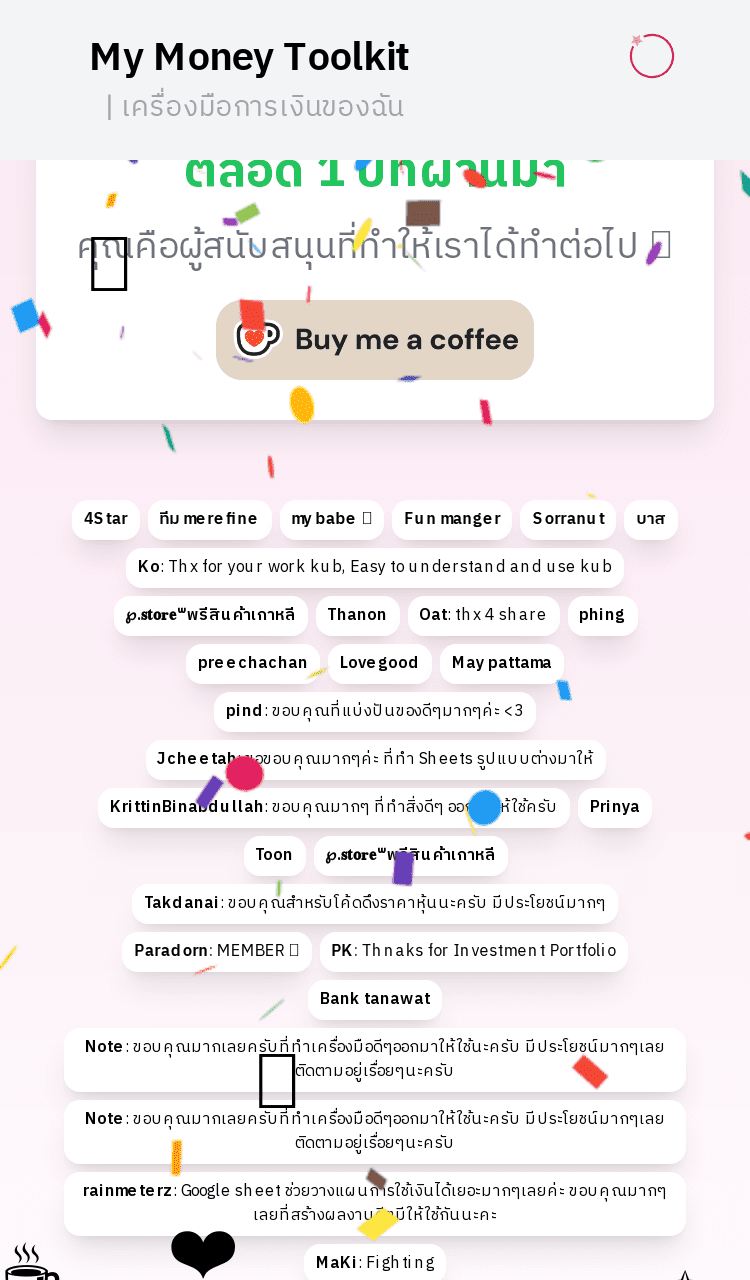 My Money Toolkit
| เครื่องมือการเงินของฉัน
ตลอด 1 ปีที่ผ่านมา
คุณคือผู้สนับสนุนที่ทำให้เราได้ทำต่อไป
Buy me a coffee
4Star
ทีม merefine
my babe
Fun manger
Sorranut
บาส
Ko: Thx for your work kub, Easy to understand and use kub
℘.𝐬𝐭𝐨𝐫𝐞ᐡพรีสินค้าเกาหลี
Thanon
Oat: thx 4 share
phing
preechachan
Lovegood
May pattama
pind: ขอบคุณที่แบ่งปันของดีๆมากๆค่ะ <3
ขอบคุณมากๆค่ะ ที่ทำ Sheets รูปแบบต่างมาให้
KrittinBinabdullah: ขอบคุณมากๆ ที่ทำสิ่งดีๆ ให้ใช้ครับ
Prinya
Toon
℘.𝐬𝐭𝐨𝐫𝐞ᐡพรีสินค้าเกาหลี
Takdanai: ขอบคุณสำหรับโค้ดดึงราคาหุ้นนะครับ มีประโยชน์มากๆ
Paradorn: MEMBER
PK: Thnaks for Investment Portfolio
Bank tanawat
Note: ขอบคุณมากเลยครับที่ทำเครื่องมือดีๆออกมาให้ใช้นะครับ มีประโยชน์มากๆเลย
ติดตามอยู่เรื่อยๆนะครับ
Note: ขอบคุณมากเลยครับที่ทำเครื่องมือดีๆออกมาให้ใช้นะครับ มีประโยชน์มากๆเลย
ติดตามอยู่เรื่อยๆนะครับ
rainmeterz: Google sheet ช่วยวางแผนการใช้เงินได้เยอะมากๆเลยค่ะ ขอบคุณมากๆ
เลยที่สร้างผลงานดีๆมีให้ใช้กันนะคะ
MaKi: Fighting